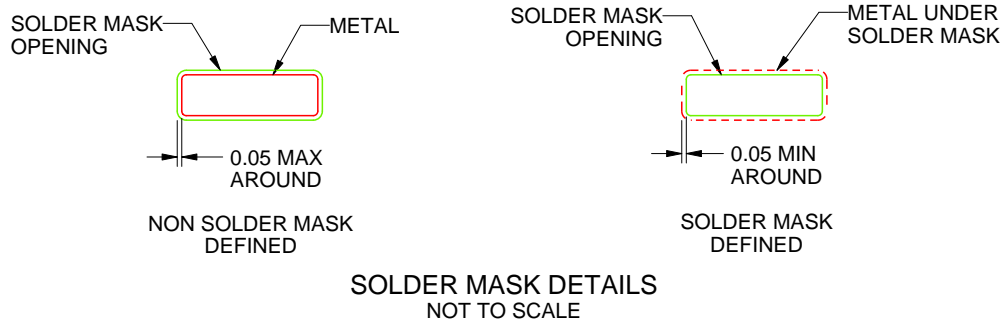 SOLDER MASK
OPENING
METAL
0.05 MAX
AROUND
NON SOLDER MASK
DEFINED
SOLDER MASK
OPENING
METAL UNDER
SOLDER MASK
0.05 MIN
AROUND
SOLDER MASK
DEFINED
SOLDER MASK DETAILS
NOT TO SCALE